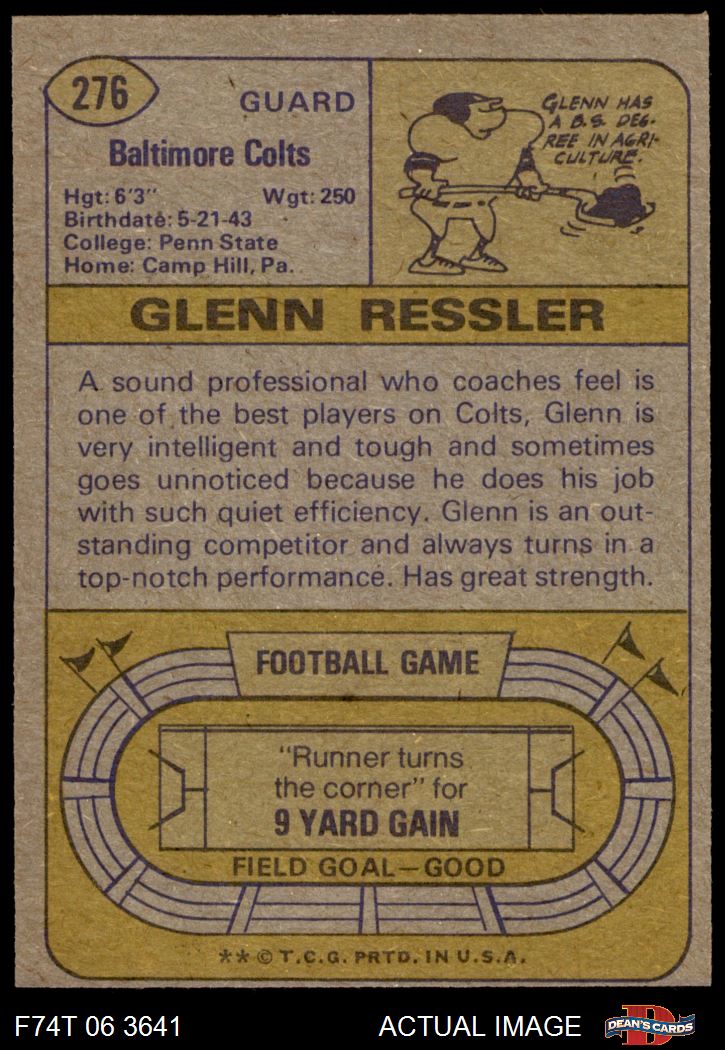 276
GUARD
Baltimore Colts
Hgt: 6'3" Wgt: 250
Birthdate: 5-21-43
College: Penn State
Home: Camp Hill, Pa.
GLENN HAS
A B.S. DEG-
REE IN AGRI-
CULTURE.
GLENN RESSLER
A sound professional who coaches feel is
one of the best players on Colts, Glenn is
very intelligent and tough and sometimes
goes unnoticed because he does his job
with such quiet efficiency. Glenn is an out-
standing competitor and always turns in a
top-notch performance. Has great strength.
FOOTBALL GAME
"Runner turns
the corner" for
9 YARD GAIN
FIELD GOAL—GOOD
** © T.C.G. PRTD. IN U.S.A.
F74T 06 3641 ACTUAL IMAGE
D
DEAN'S CARDS